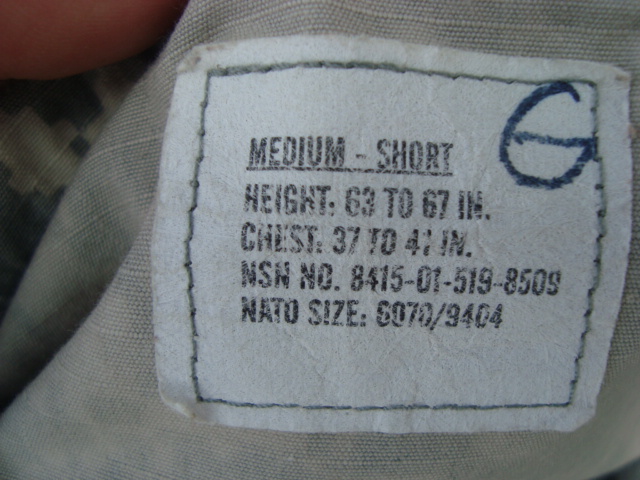 MEDIUM - SHORT
HEIGHT: 63 TO 67 IN.
CHEST: 37 TO 41 IN.
NSN NO. 8415-01-519-8509
NATO SIZE: 6070/9404
G